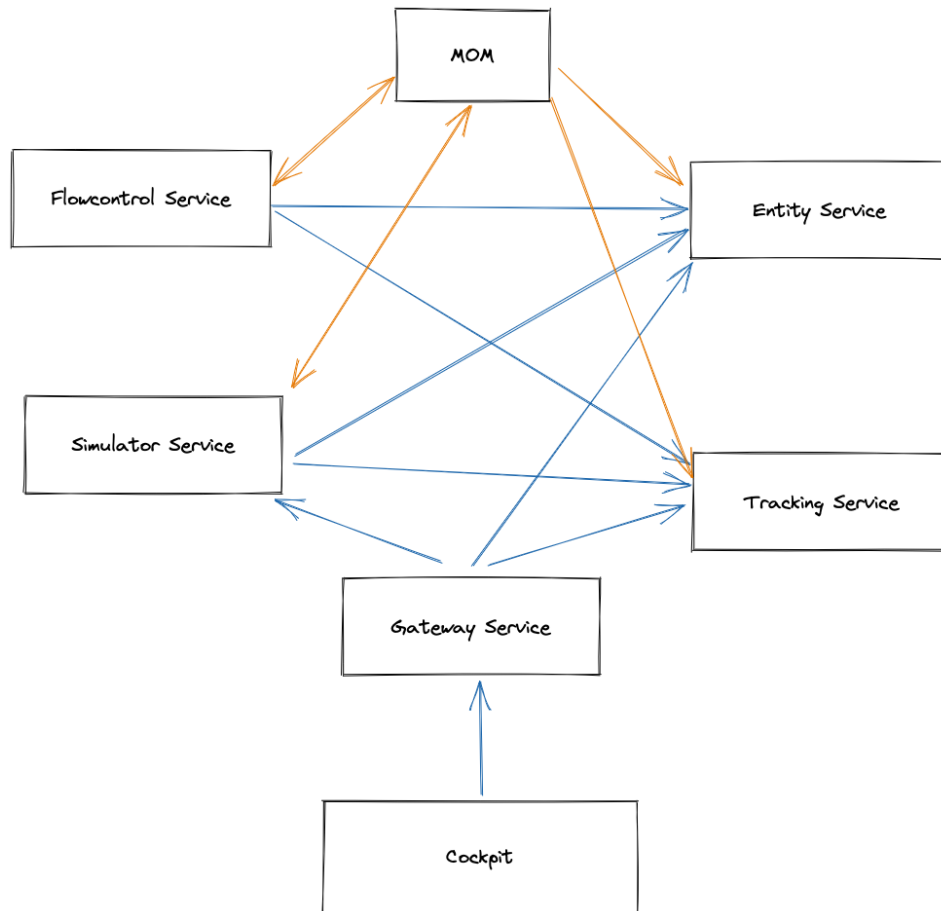 MOM
Flowcontrol Service
Entity Service
Simulator Service
Tracking Service
Gateway Service
Cockpit